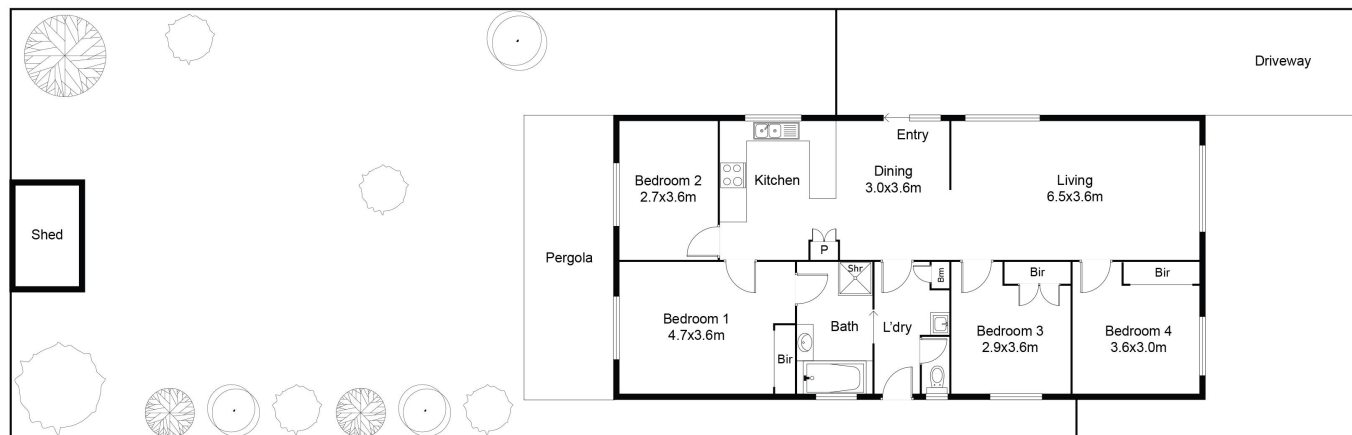 Driveway
Entry
Bedroom 2
2.7x3.6m
Kitchen
Dining
3.0x3.6m
Living
6.5x3.6m
Shed
Pergola
P
Shr
Brm
Bir
Bir
Bedroom 1
4.7x3.6m
Bir
Bath
L'dry
Bedroom 3
2.9x3.6m
Bedroom 4
3.6x3.0m